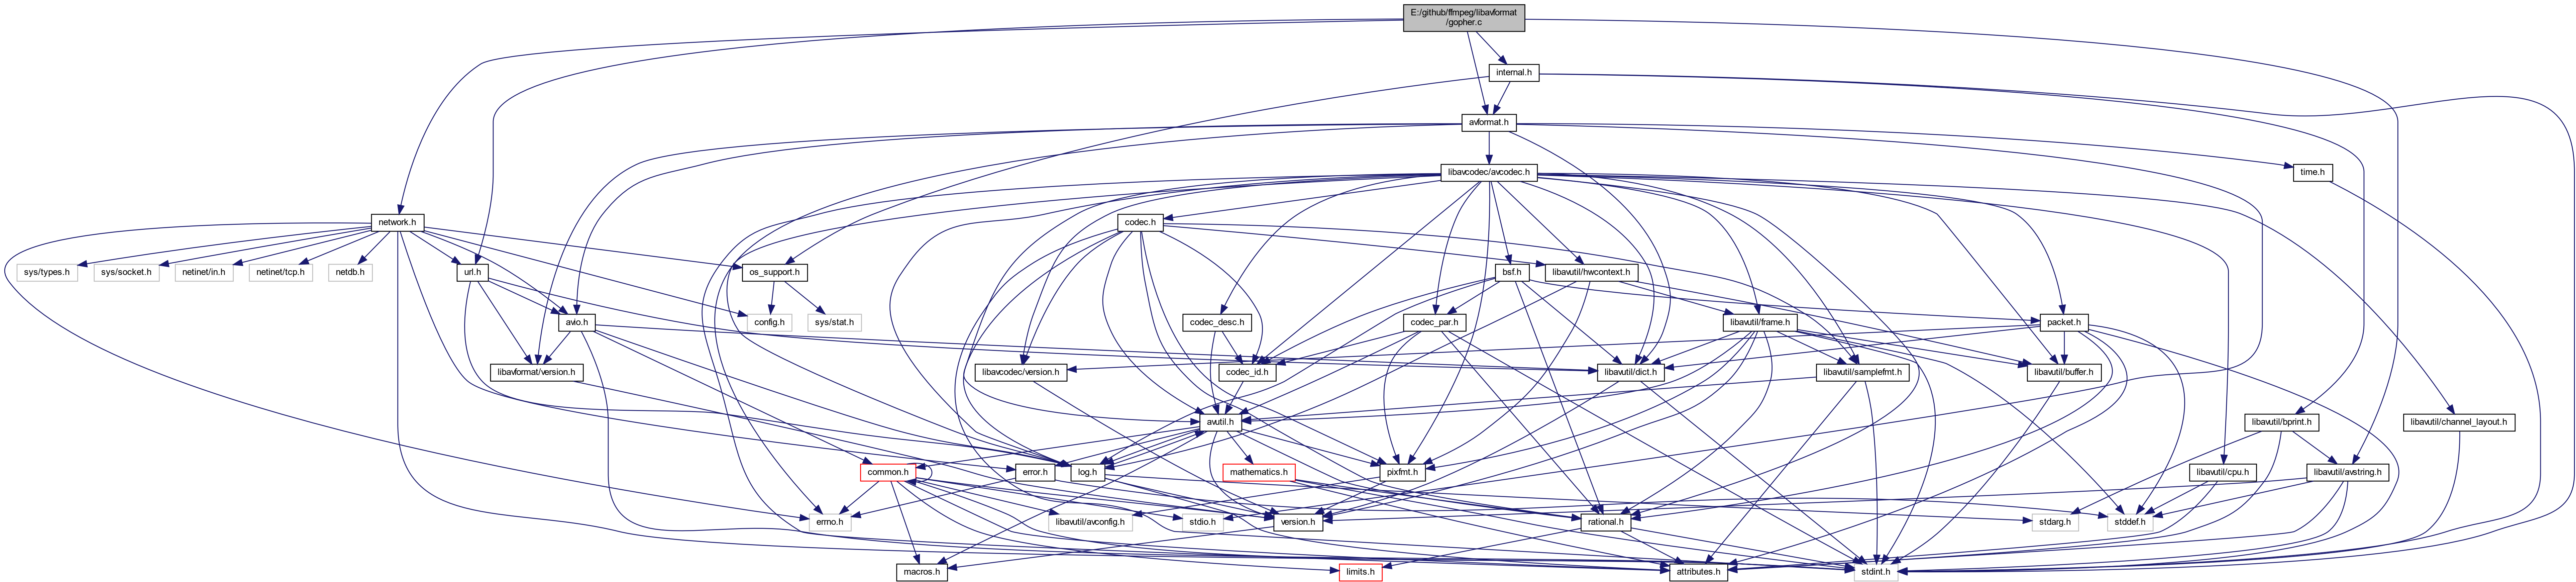 E:/github/ffmpeg/libavformat
/gopher.c
internal.h
avformat.h
libavcodec/avcodec.h
time.h
network.h
codec.h
sys/types.h
sys/socket.h
netinet/in.h
netinet/tcp.h
netdb.h
url.h
os_support.h
bsf.h
libavutil/hwcontext.h
avio.h
config.h
sys/stat.h
codec_desc.h
codec_par.h
libavutil/frame.h
packet.h
libavformat/version.h
libavcodec/version.h
codec_id.h
libavutil/dict.h
libavutil/samplefmt.h
libavutil/buffer.h
avutil.h
libavutil/bprint.h
libavutil/channel_layout.h
common.h
error.h
log.h
mathematics.h
pixfmt.h
libavutil/cpu.h
libavutil/avstring.h
errno.h
libavutil/avconfig.h
stdio.h
version.h
rational.h
stdarg.h
stddef.h
macros.h
limits.h
attributes.h
stdint.h